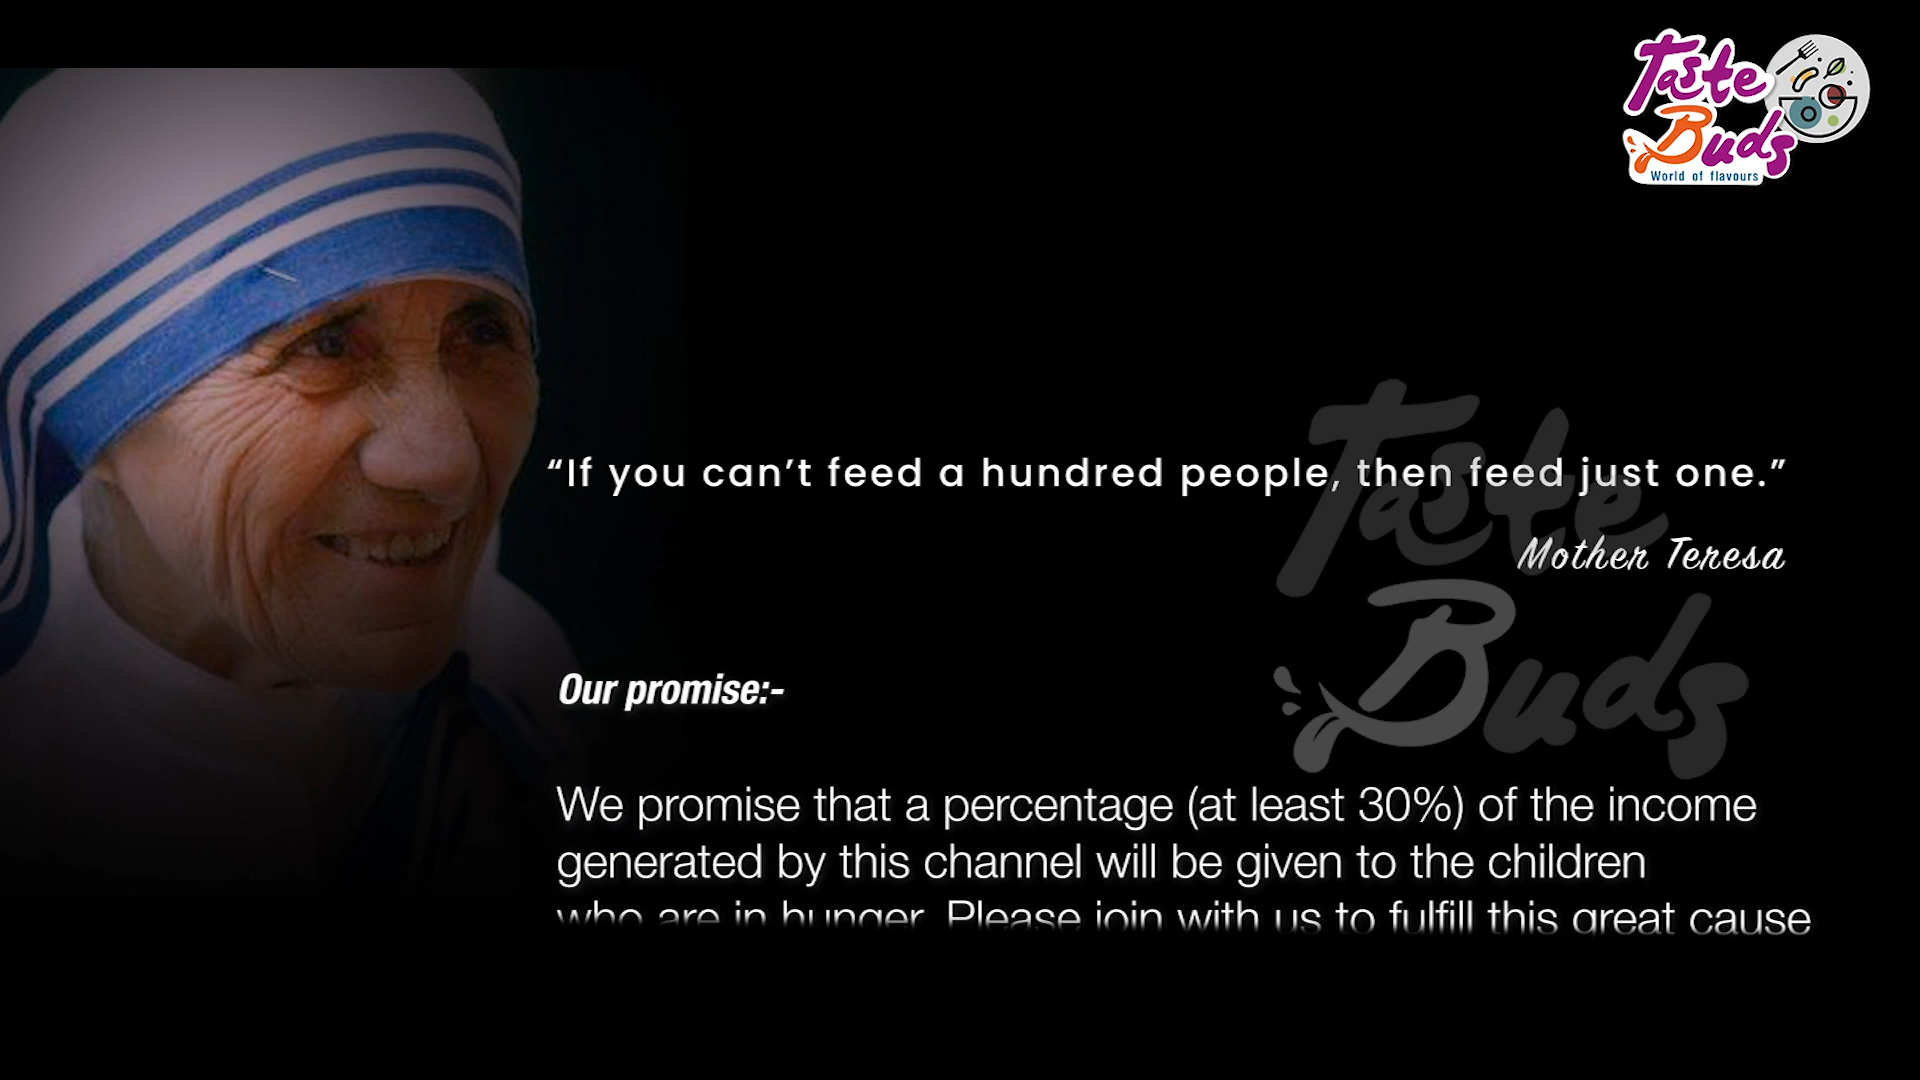 Taste
Buds
World of flavours
“If you can’t feed a hundred people, then feed just one.”
Mother Teresa
Taste
Buds
Our promise:-
We promise that a percentage (at least 30%) of the income
generated by this channel will be given to the children
who are in hunger. Please join with us to fulfill this great cause